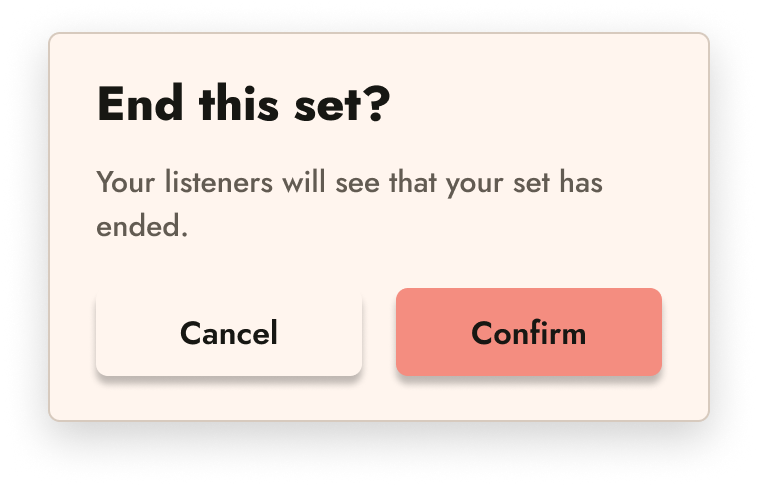 End this set?
Your listeners will see that your set has
ended.
Cancel
Confirm